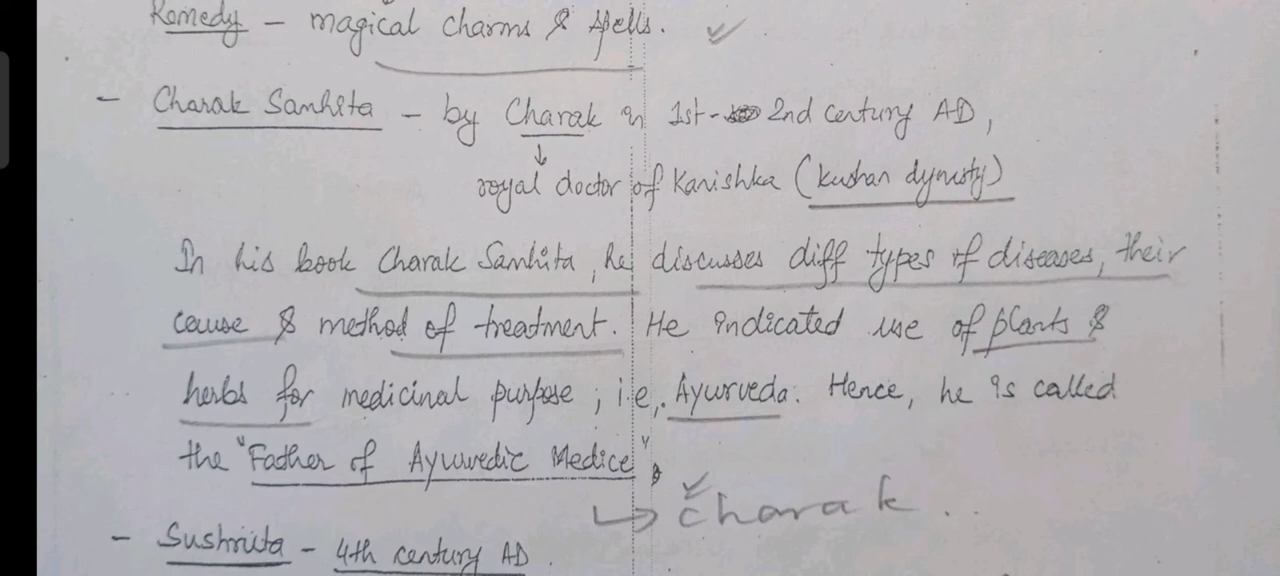 Remedy - magical charms & spells.
- Charak Samhita - by Charak in 1st- 2nd century AD,
↓
royal doctor of Kanishka (Kushan dynisty)
In his book Charak Samhita, he discusses diff types of diseases, their
cause & method of treatment. He indicated use of plants &
herbs for medicinal purpose; i.e,. Ayurveda. Hence, he is called
the "Father of Ayurvedic Medice",
↳ Charak..
- Sushruta - 4th century AD.